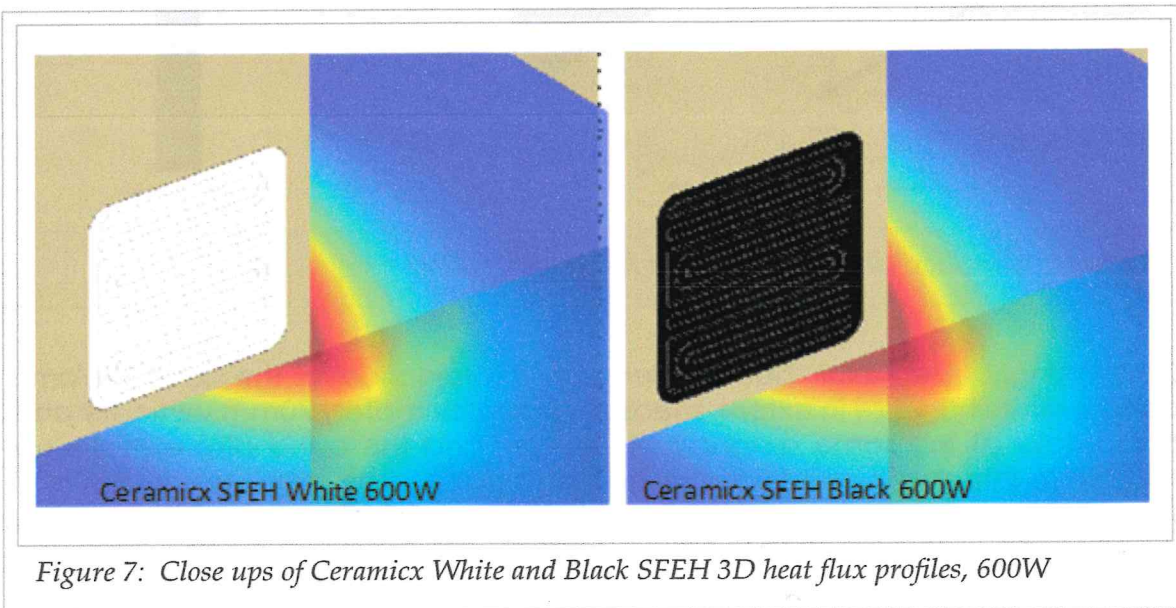 Ceramicx SFEH White 600W
Ceramicx SFEH Black 600W
Figure 7: Close ups of Ceramicx White and Black SFEH 3D heat flux profiles, 600W